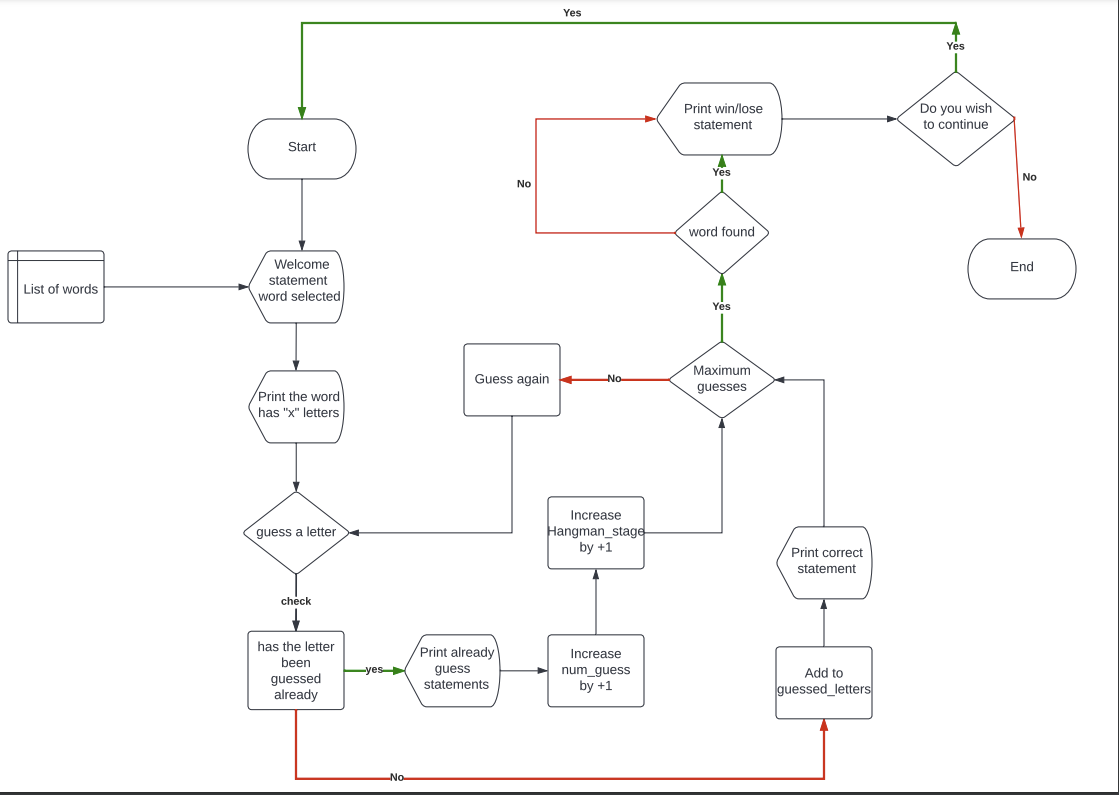 Yes
Yes
Print win/lose
statement
Do you wish
to continue
Start
Yes
No
No
word found
Welcome
statement
word selected
List of words
End
Yes
Guess again
No
Maximum
guesses
Print the word
has "x" letters
guess a letter
Increase
Hangman_stage
by +1
Print correct
statement
check
has the letter
been
guessed
already
yes
Print already
guess
statements
Increase
num_guess
by +1
Add to
guessed_letters
No